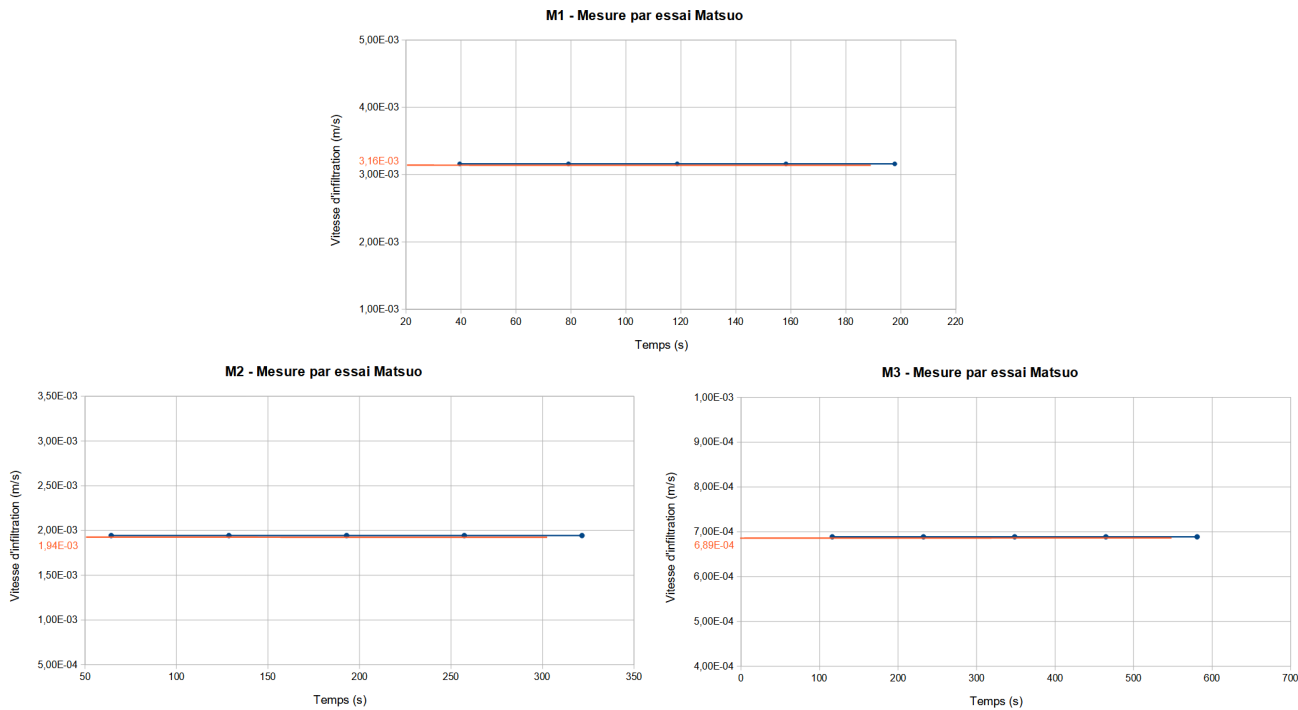 M1 - Mesure par essai Matsuo
5,00E-03
4,00E-03
3,16E-03
3,00E-03
2,00E-03
1,00E-03
Vitesse d'infiltration (m/s)
20 40 60 80 100 120 140 160 180 200 220
Temps (s)
M2 - Mesure par essai Matsuo
3,50E-03
3,00E-03
2,50E-03
2,00E-03
1,94E-03
1,50E-03
1,00E-03
5,00E-04
Vitesse d'infiltration (m/s)
50 100 150 200 250 300 350
Temps (s)
M3 - Mesure par essai Matsuo
1,00E-03
9,00E-04
8,00E-04
7,00E-04
6,89E-04
6,00E-04
5,00E-04
4,00E-04
Vitesse d'infiltration (m/s)
0 100 200 300 400 500 600 700
Temps (s)